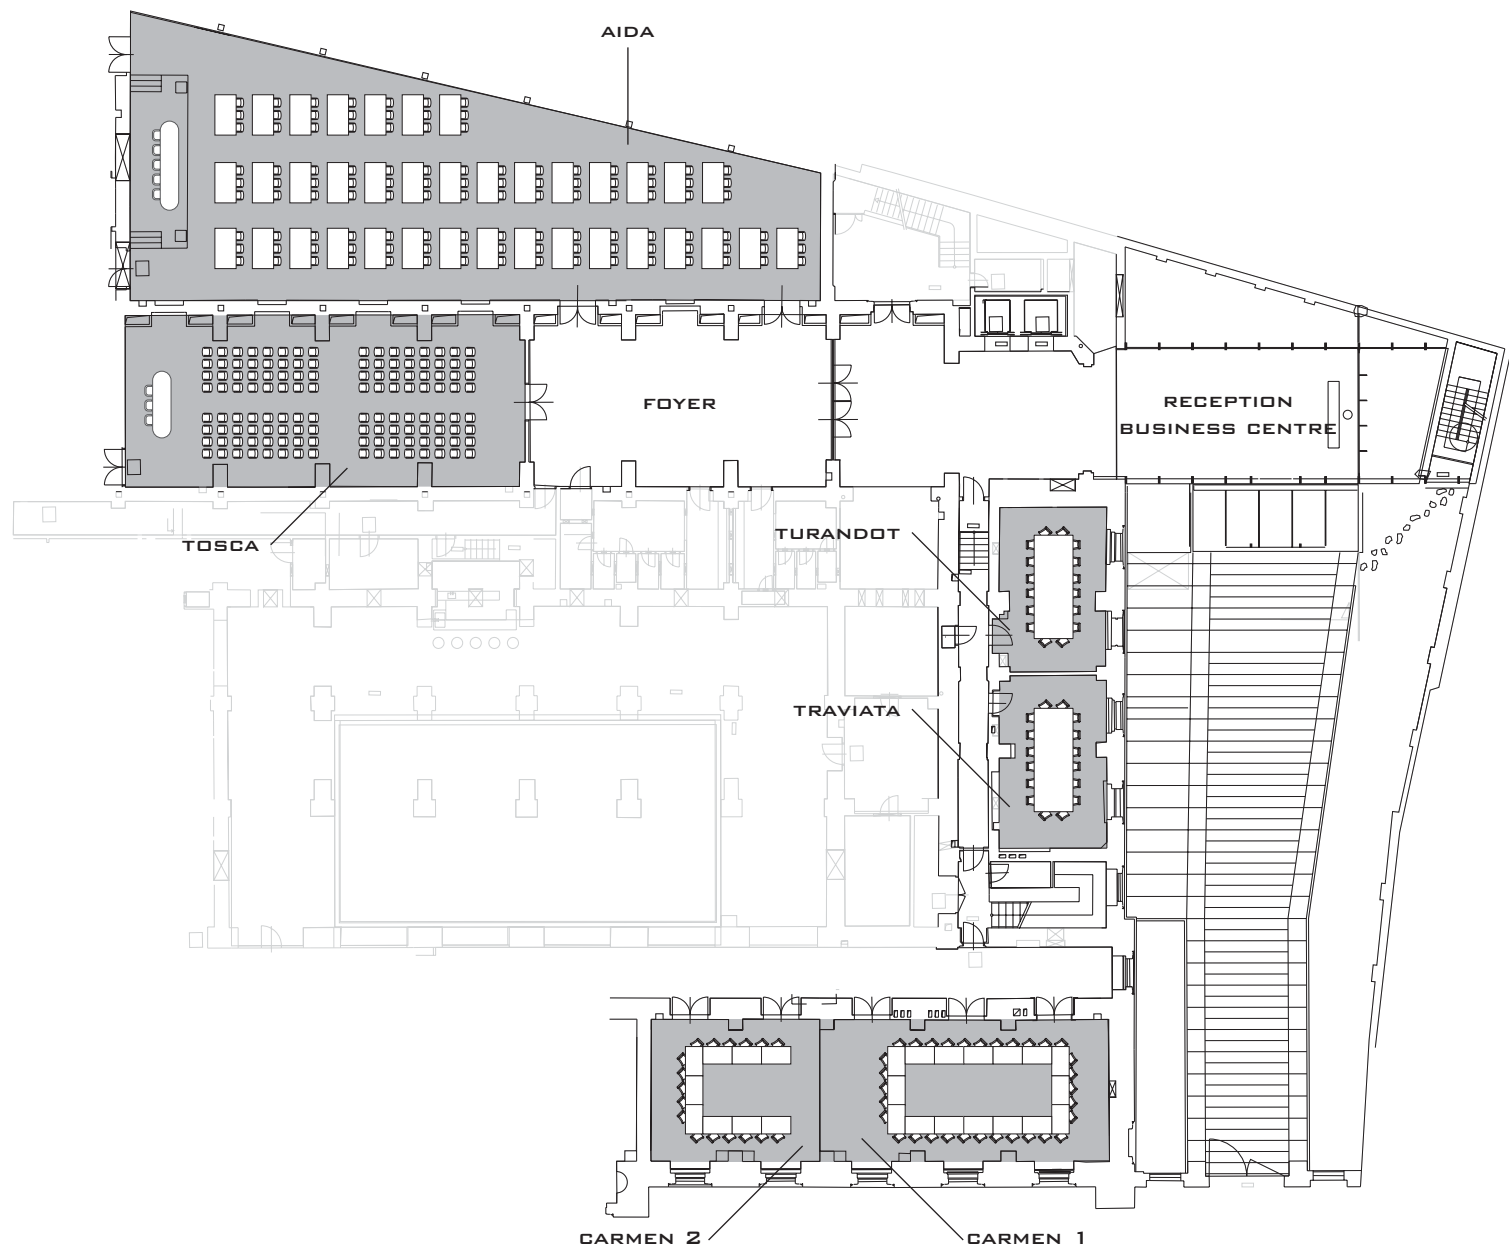 AIDA
FOYER
RECEPTION
BUSINESS CENTRE
TOSCA
TURANDOT
TRAVIATA
CARMEN 2
CARMEN 1